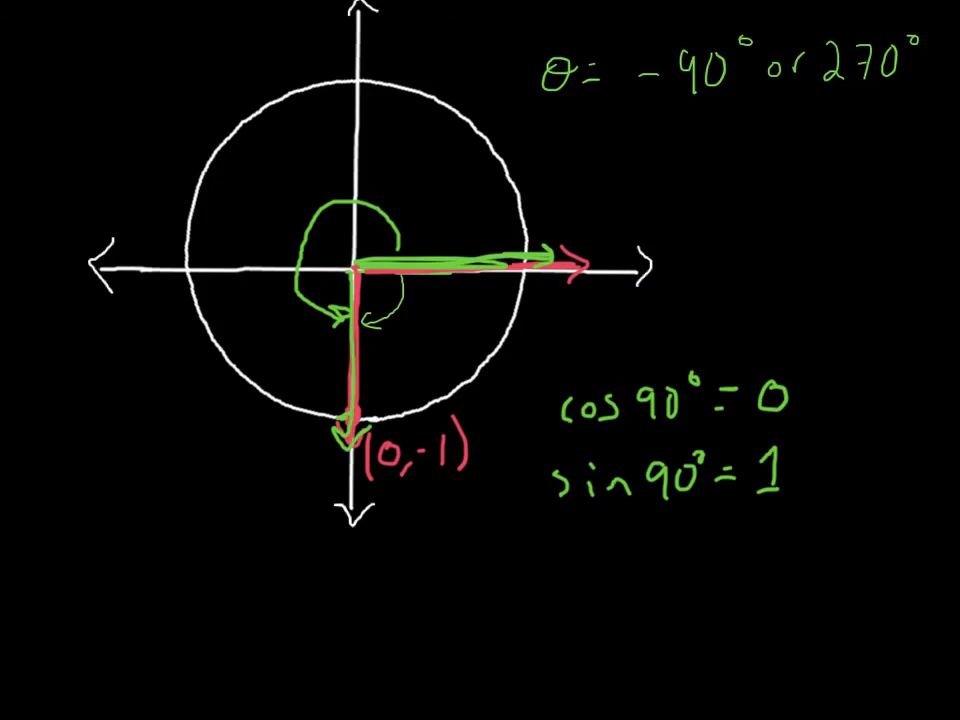 θ = -90° or 270°
(0,-1)
cos 90° = 0
sin 90° = 1